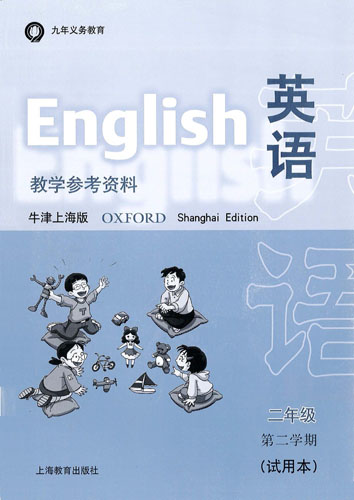 九年义务教育
English
英语
教学参考资料
牛津上海版 OXFORD Shanghai Edition
二年级
第二学期
(试用本)
上海教育出版社